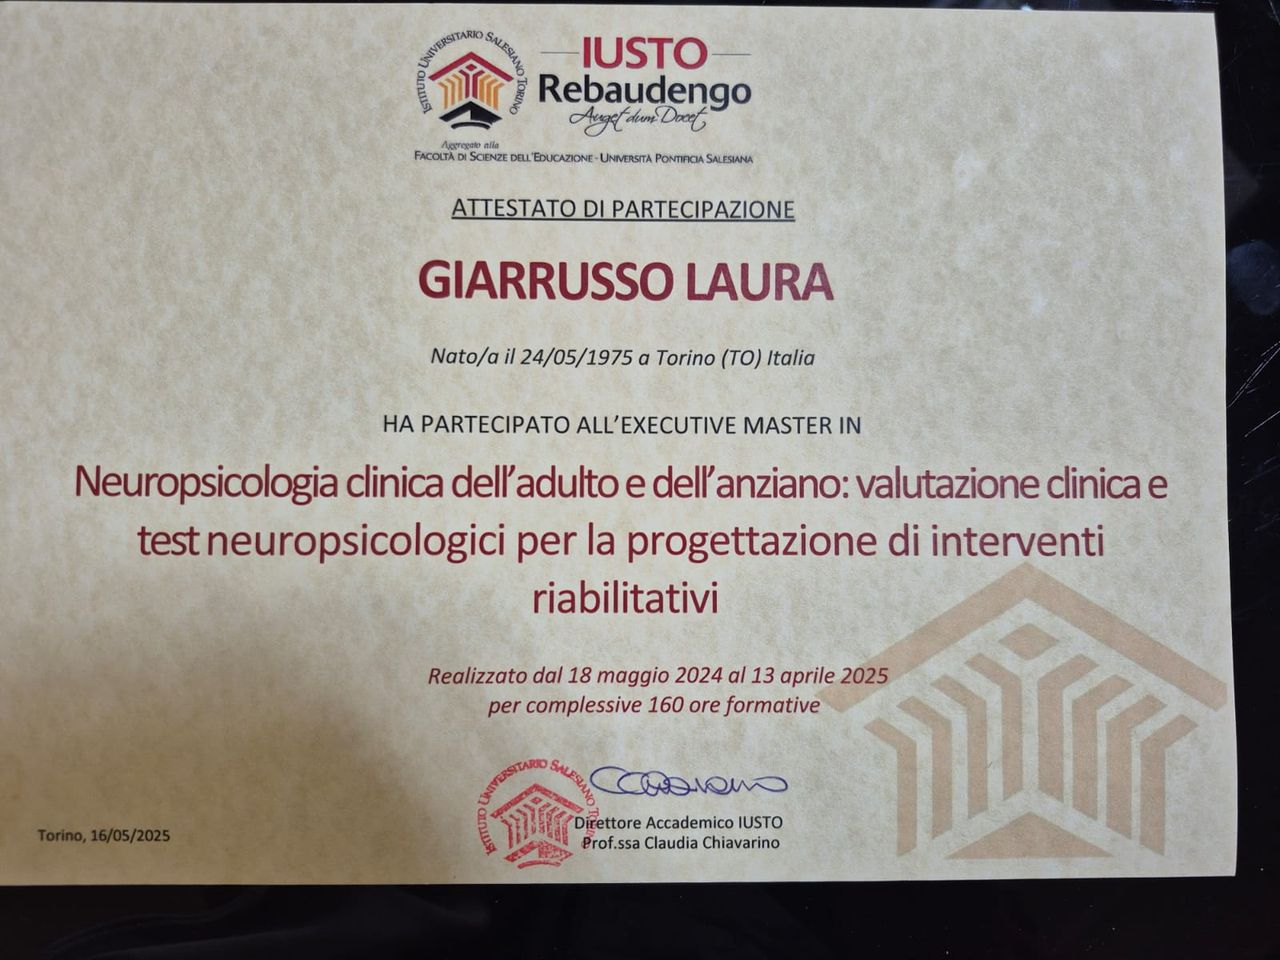 ISTITUTO UNIVERSITARIO SALESIANO TORINO
IUSTO
Rebaudengo
Auget dum Docet
Aggregato alla
FACOLTÀ DI SCIENZE DELL'EDUCAZIONE - UNIVERSITÀ PONTIFICIA SALESIANA
ATTESTATO DI PARTECIPAZIONE
GIARRUSSO LAURA
Nato/a il 24/05/1975 a Torino (TO) Italia
HA PARTECIPATO ALL'EXECUTIVE MASTER IN
Neuropsicologia clinica dell'adulto e dell'anziano: valutazione clinica e
test neuropsicologici per la progettazione di interventi
riabilitativi
Realizzato dal 18 maggio 2024 al 13 aprile 2025
per complessive 160 ore formative
ISTITUTO UNIVERSITARIO SALESIANO TORINO
Direttore Accademico IUSTO
Prof.ssa Claudia Chiavarino
Torino, 16/05/2025